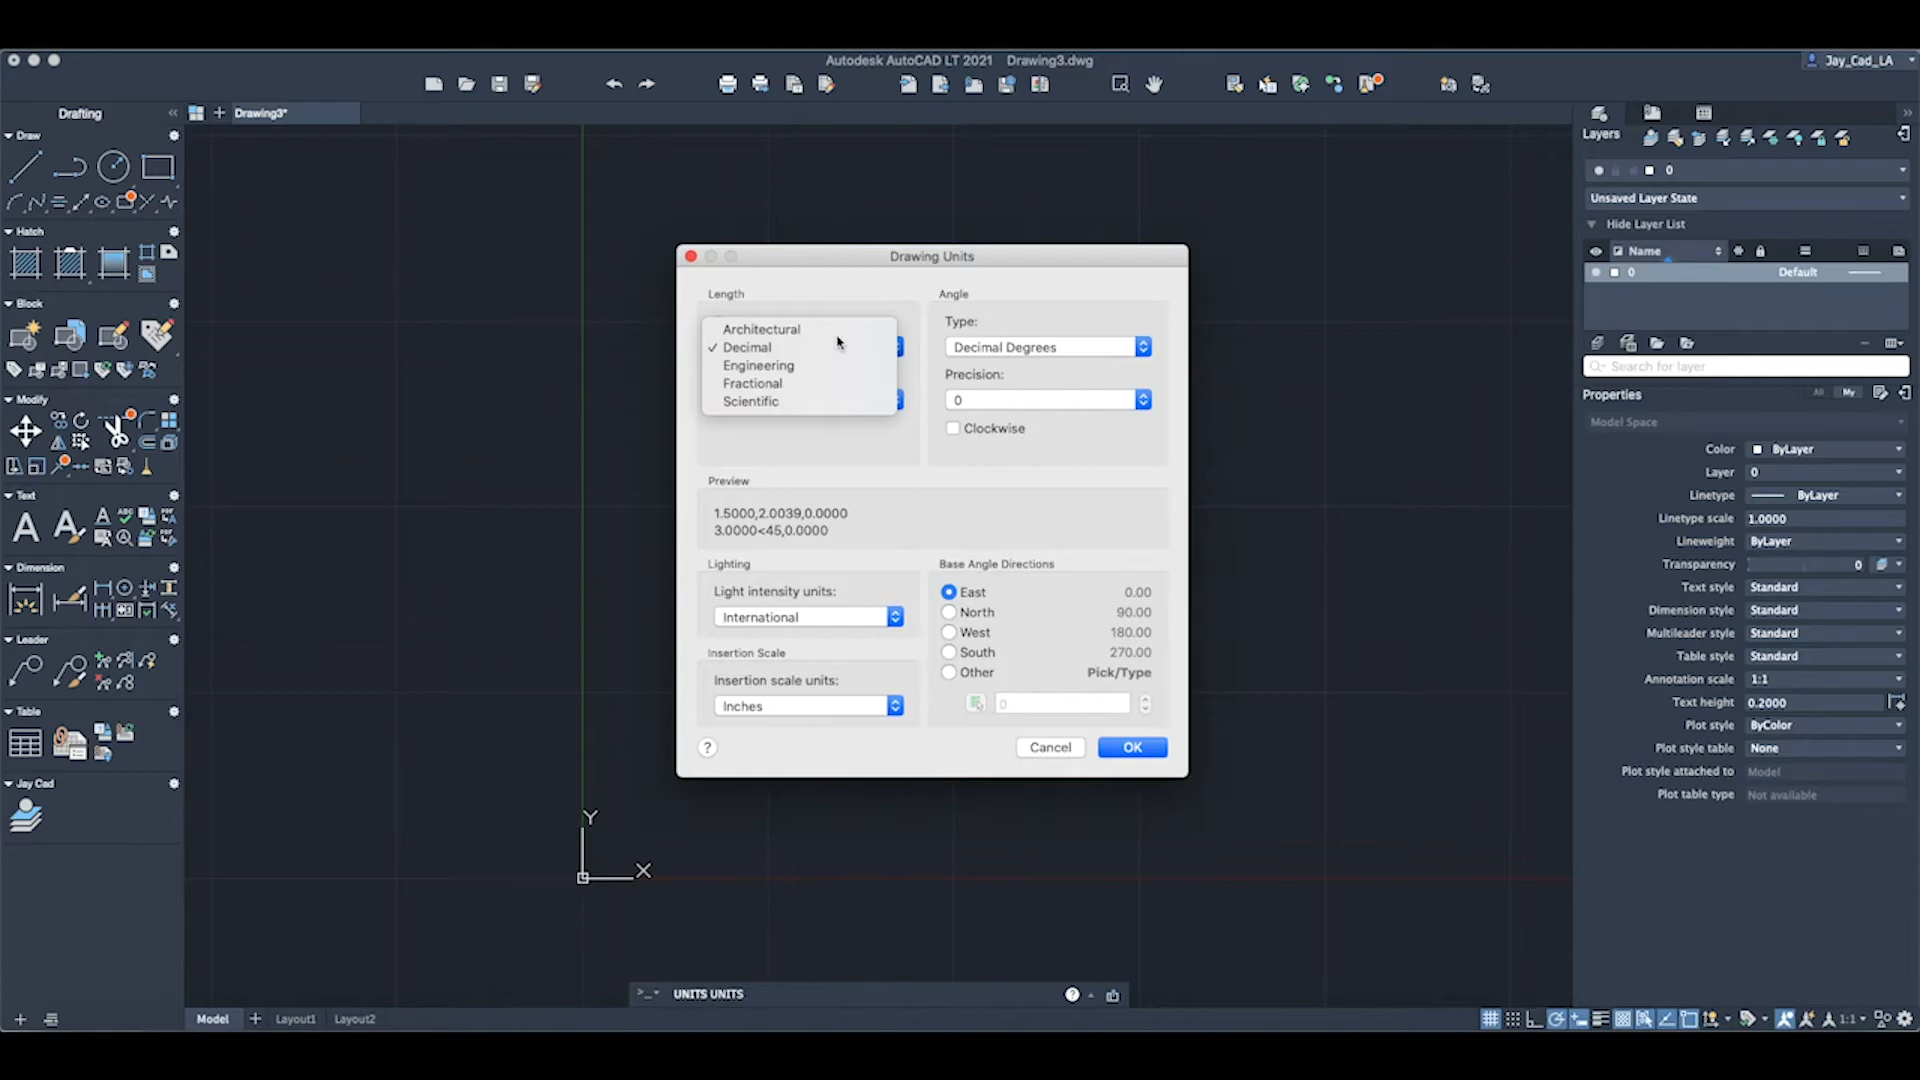 Autodesk AutoCAD LT 2021 Drawing3.dwg
Jay_Cad_LA
Drafting
Drawing3*
Draw
Hatch
Block
Modify
Text
Dimension
Leader
Table
Jay Cad
Drawing Units
Length
Architectural
✓ Decimal
Engineering
Fractional
Scientific
Angle
Type:
Decimal Degrees
Precision:
0
Clockwise
Preview
1.5000,2.0039,0.0000
3.0000<45,0.0000
Lighting
Light intensity units:
International
Insertion Scale
Insertion scale units:
Inches
Base Angle Directions
East 0.00
North 90.00
West 180.00
South 270.00
Other Pick/Type
0
?
Cancel
OK
Y
X
>_
UNITS UNITS
?
Model
Layout1
Layout2
Layers
0
Unsaved Layer State
Hide Layer List
Name
0 Default
Search for layer
Properties
All My
Model Space
Color ByLayer
Layer 0
Linetype ByLayer
Linetype scale 1.0000
Lineweight ByLayer
Transparency 0
Text style Standard
Dimension style Standard
Multileader style Standard
Table style Standard
Annotation scale 1:1
Text height 0.2000
Plot style ByColor
Plot style table None
Plot style attached to Model
Plot table type Not available
1:1